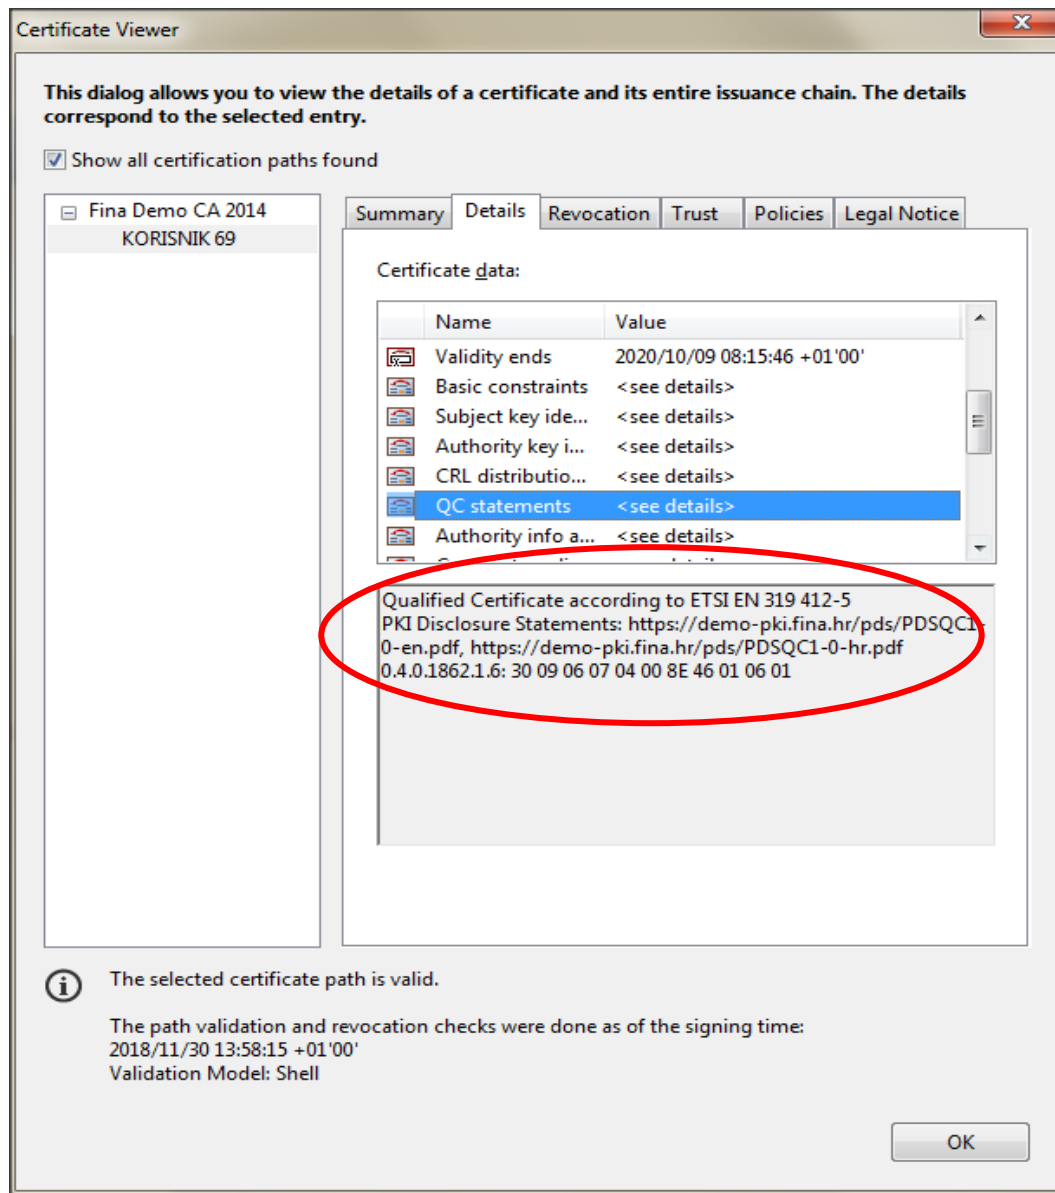 Certificate Viewer
This dialog allows you to view the details of a certificate and its entire issuance chain. The details
correspond to the selected entry.
Show all certification paths found
Fina Demo CA 2014
KORISNIK 69
Summary Details Revocation Trust Policies Legal Notice
Certificate data:
Name Value
Validity ends 2020/10/09 08:15:46 +01'00'
Basic constraints <see details>
Subject key ide... <see details>
Authority key i... <see details>
CRL distributio... <see details>
QC statements <see details>
Authority info a... <see details>
Qualified Certificate according to ETSI EN 319 412-5
PKI Disclosure Statements: https://demo-pki.fina.hr/pds/PDSQC1-
0-en.pdf, https://demo-pki.fina.hr/pds/PDSQC1-0-hr.pdf
0.4.0.1862.1.6: 30 09 06 07 04 00 8E 46 01 06 01
The selected certificate path is valid.
The path validation and revocation checks were done as of the signing time:
2018/11/30 13:58:15 +01'00'
Validation Model: Shell
OK